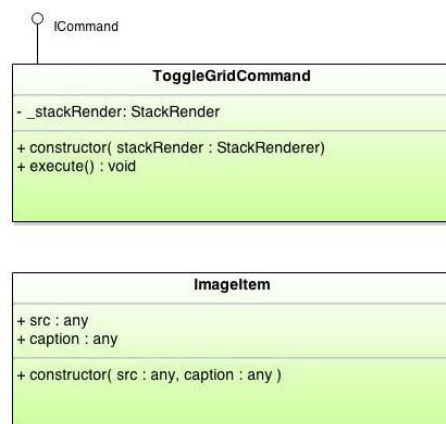 ICommand
ToggleGridCommand
- _stackRender: StackRender
+ constructor( stackRender : StackRenderer)
+ execute() : void
ImageItem
+ src : any
+ caption : any
+ constructor( src : any, caption : any )